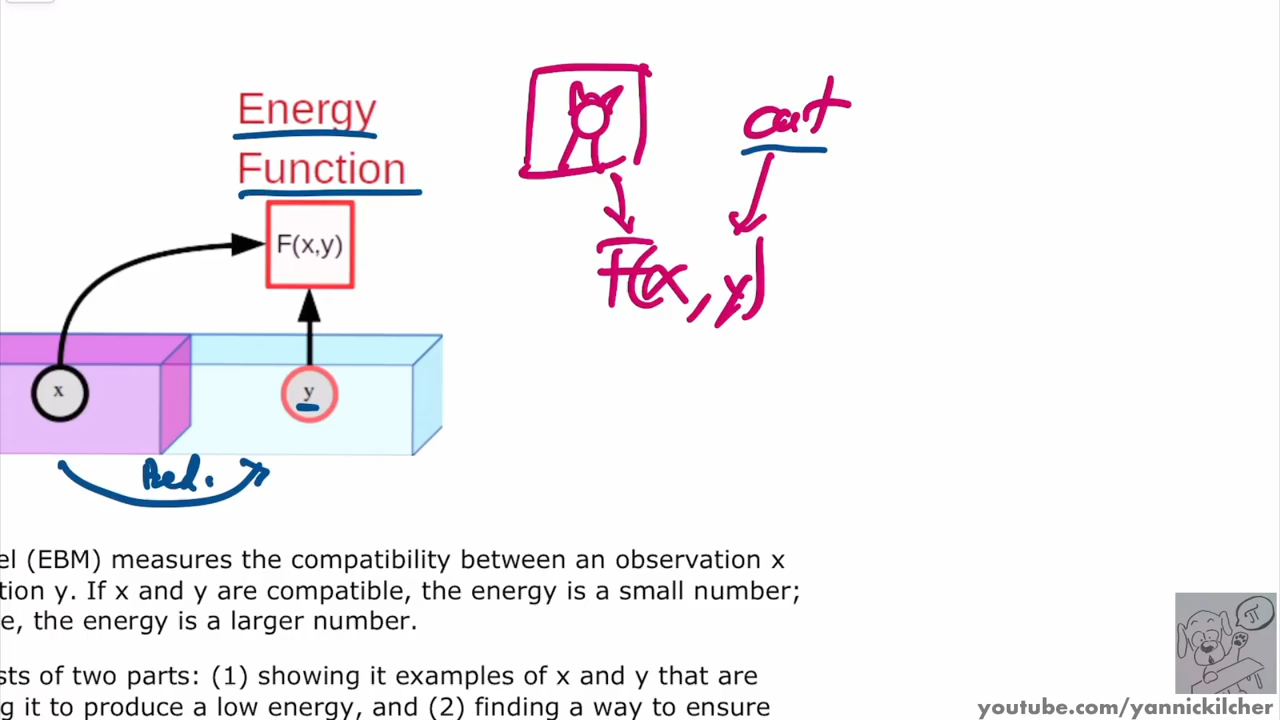 Energy
Function
F(x,y)
x
y
cat
F(x, y)
el (EBM) measures the compatibility between an observation x
tion y. If x and y are compatible, the energy is a small number;
e, the energy is a larger number.
sts of two parts: (1) showing it examples of x and y that are
g it to produce a low energy, and (2) finding a way to ensure
π
youtube.com/yannickilcher